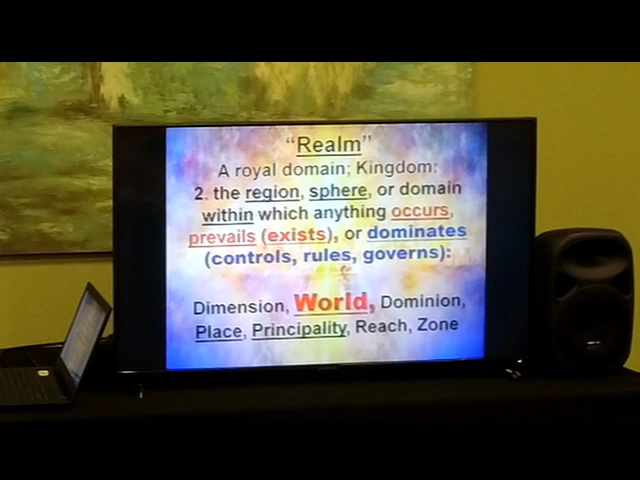 “Realm”
A royal domain; Kingdom:
2. the region, sphere, or domain
within which anything occurs,
prevails (exists), or dominates
(controls, rules, governs):
Dimension, World, Dominion,
Place, Principality, Reach, Zone